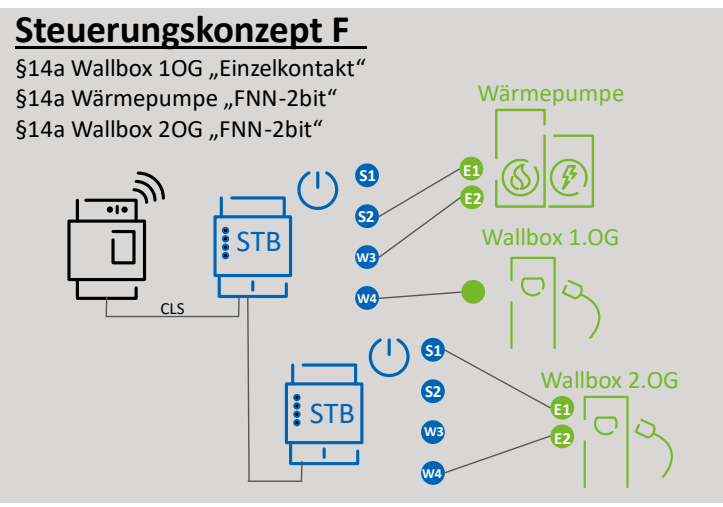 Steuerungskonzept F
§14a Wallbox 1OG „Einzelkontakt“
§14a Wärmepumpe „FNN-2bit“
§14a Wallbox 2OG „FNN-2bit“
Wärmepumpe
S1
E1
E2
S2
STB
Wallbox 1.OG
W3
W4
CLS
S1
Wallbox 2.OG
S2
E1
STB
E2
W3
W4